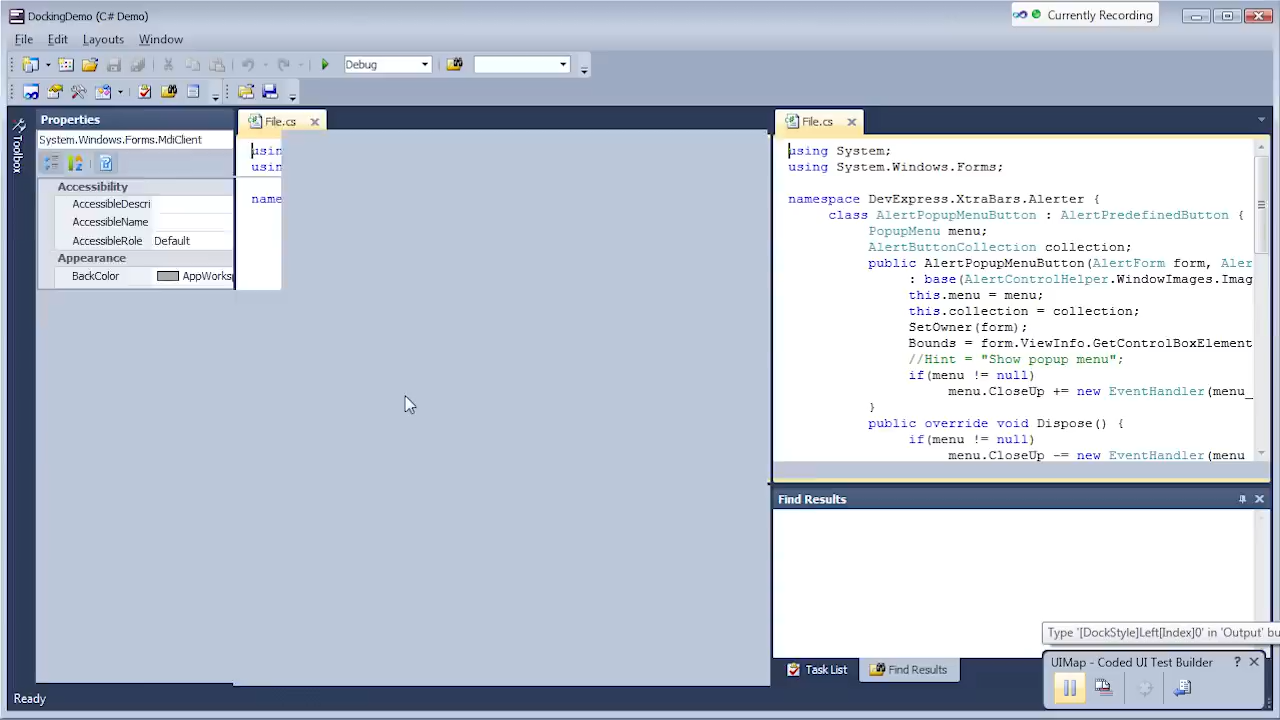 DockingDemo (C# Demo)
Currently Recording
File Edit Layouts Window
Debug
Toolbox
Properties
System.Windows.Forms.MdiClient
Accessibility
AccessibleDescri
AccessibleName
AccessibleRole Default
Appearance
BackColor AppWorksp
File.cs
usin
usin
name
File.cs
using System;
using System.Windows.Forms;
namespace DevExpress.XtraBars.Alerter {
class AlertPopupMenuButton : AlertPredefinedButton {
PopupMenu menu;
AlertButtonCollection collection;
public AlertPopupMenuButton(AlertForm form, Aler
: base(AlertControlHelper.WindowImages.Imag
this.menu = menu;
this.collection = collection;
SetOwner(form);
Bounds = form.ViewInfo.GetControlBoxElement
//Hint = "Show popup menu";
if(menu != null)
menu.CloseUp += new EventHandler(menu_
}
public override void Dispose() {
if(menu != null)
menu.CloseUp -= new EventHandler(menu
Find Results
Type '[DockStyle]Left[Index]0' in 'Output' bu
Task List Find Results
UIMap - Coded UI Test Builder
Ready